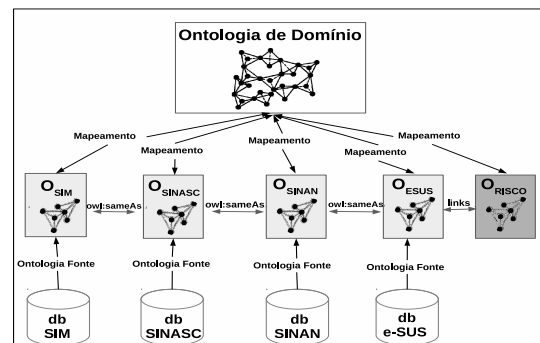 Ontologia de Domínio
Mapeamento
Mapeamento
Mapeamento
Mapeamento
Mapeamento
OSIM
OSINASC
OSINAN
OESUS
ORISCO
owl:sameAs
owl:sameAs
owl:sameAs
links
Ontologia Fonte
Ontologia Fonte
Ontologia Fonte
Ontologia Fonte
db
SIM
db
SINASC
db
SINAN
db
e-SUS